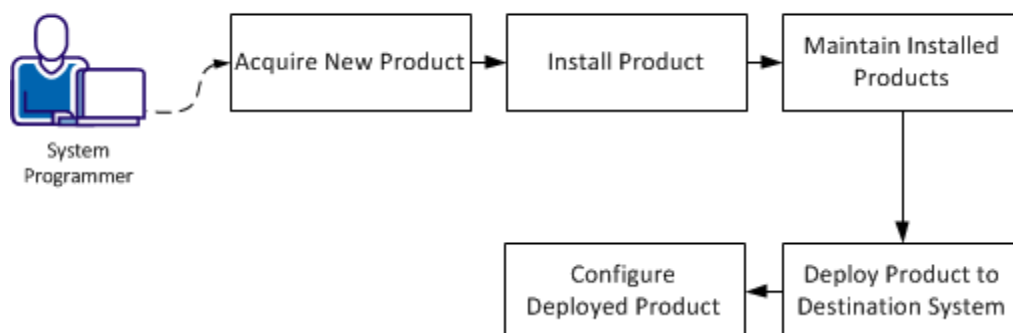 Acquire New Product
Install Product
Maintain Installed
Products
System
Programmer
Configure
Deployed Product
Deploy Product to
Destination System